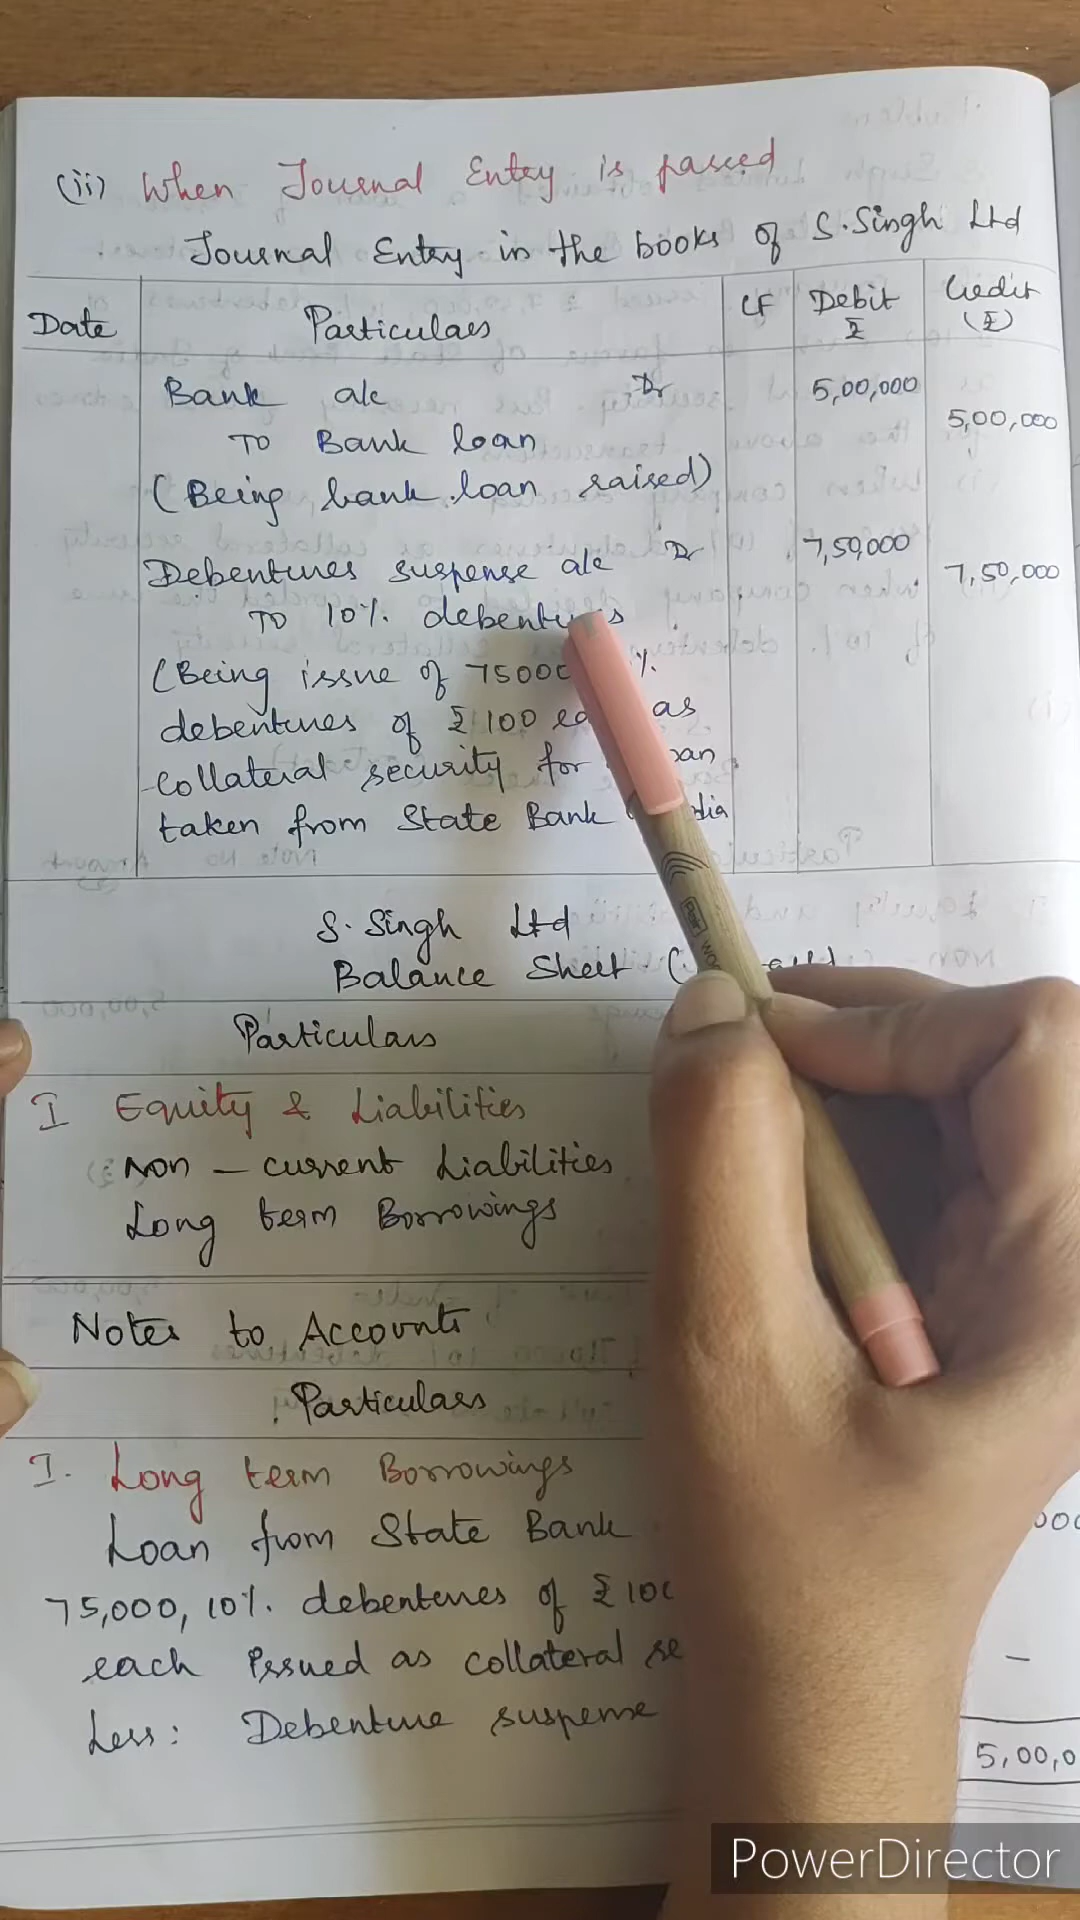 (ii) When Journal Entry is passed
Journal Entry in the books of S. Singh Ltd
Date Particulars LF Debit ₹ Credit (₹)
Bank a/c Dr 5,00,000
To Bank loan 5,00,000
(Being bank loan raised)
Debentures suspense a/c Dr 7,50,000
To 10% debentures 7,50,000
(Being issue of 75000 %
debentures of ₹ 100 as
collateral security for
taken from State Bank
S. Singh Ltd
Balance Sheet
Particulars
I Equity & Liabilities
Non - current Liabilities
Long term Borrowings
Notes to Accounts
Particulars
I. Long term Borrowings
Loan from State Bank
75,000, 10% debentures of ₹ 100
each issued as collateral se
Less: Debenture suspense
5,00,0
PowerDirector